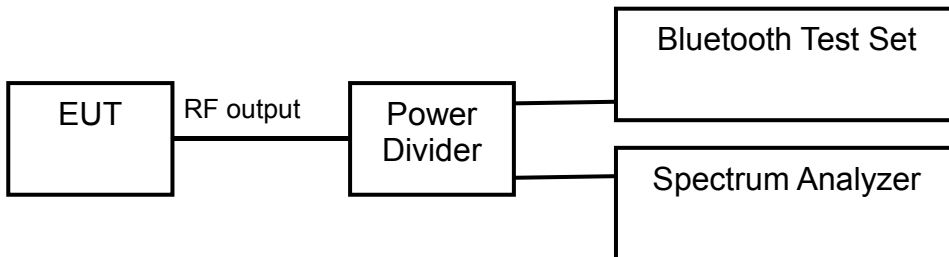 Bluetooth Test Set
EUT
RF output
Power
Divider
Spectrum Analyzer